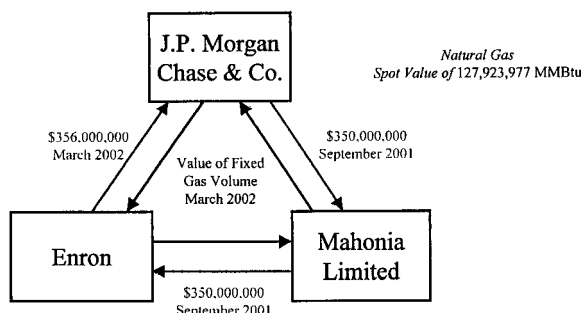 J.P. Morgan
Chase & Co.
Natural Gas
Spot Value of 127,923,977 MMBtu
$356,000,000
March 2002
$350,000,000
September 2001
Value of Fixed
Gas Volume
March 2002
Enron
Mahonia
Limited
$350,000,000
September 2001